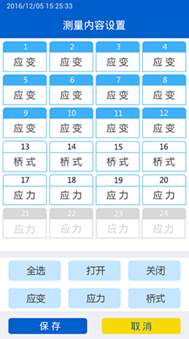 2016/12/05 15:25:33
测量内容设置
1 2 3 4
应变 应变 应变 应变
5 6 7 8
应变 应变 应变 应变
9 10 11 12
应变 应变 应变 应变
13 14 15 16
桥式 桥式 桥式 桥式
17 18 19 20
应力 应力 应力 应力
21 22 23 24
应力 应力 应力 应力
全选 打开 关闭
应变 应力 桥式
保存 取消